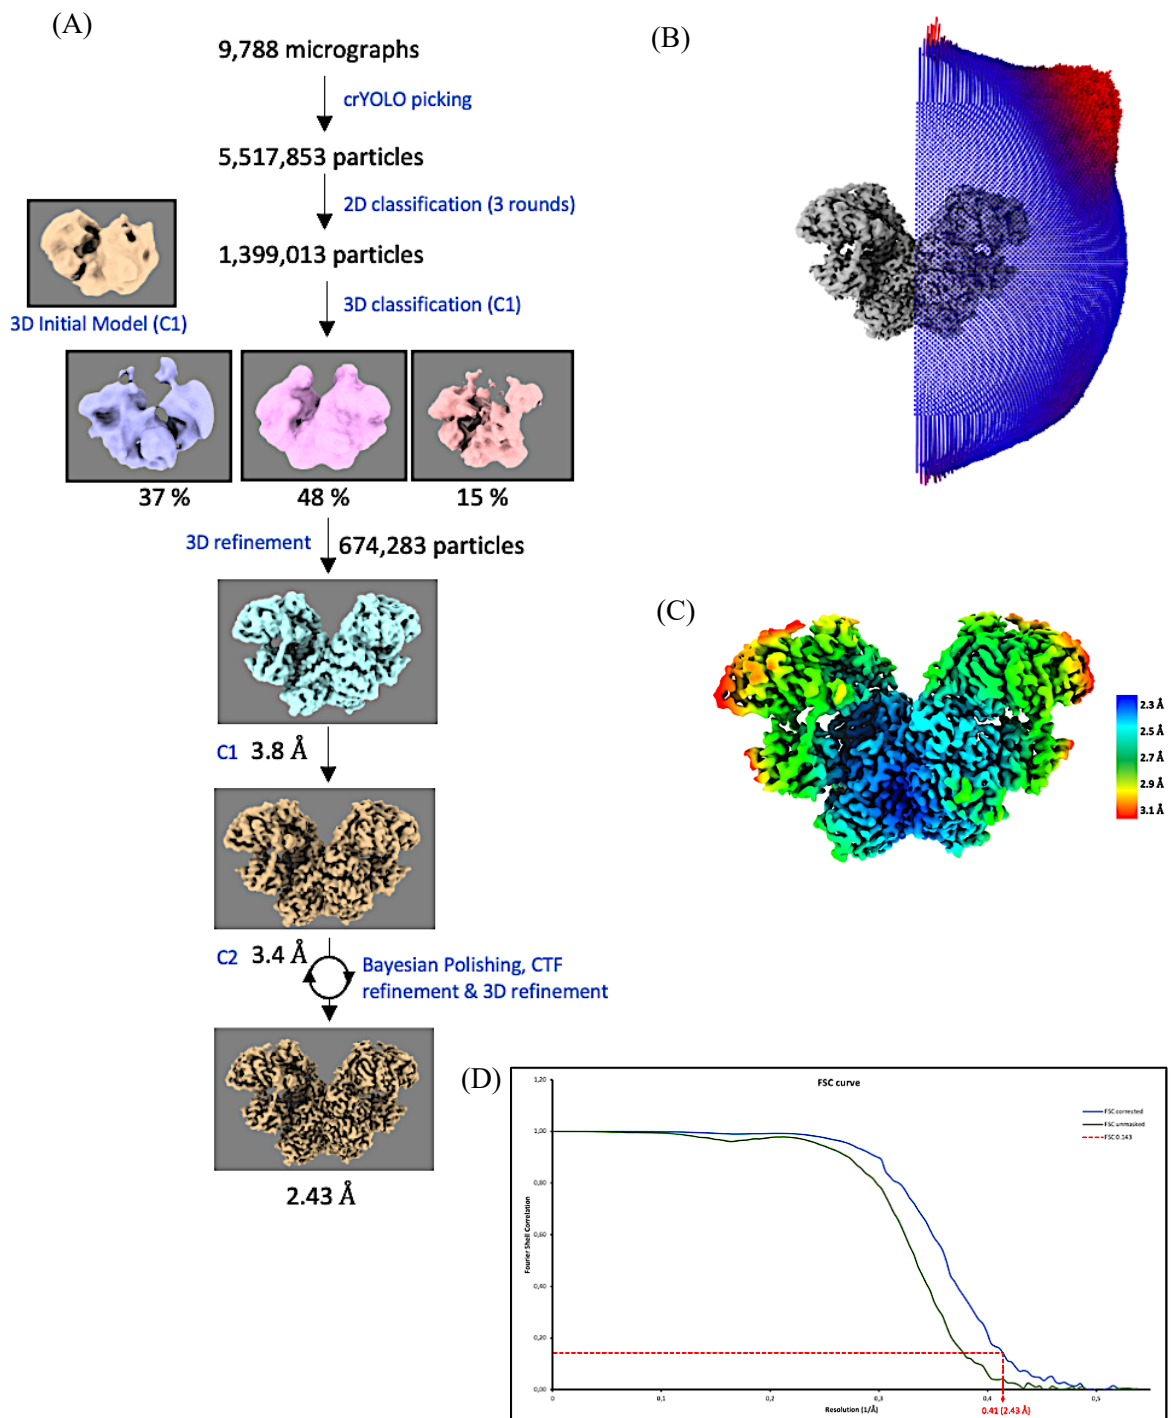 (A)
9,788 micrographs
crYOLO picking
5,517,853 particles
2D classification (3 rounds)
1,399,013 particles
3D classification (C1)
3D Initial Model (C1)
37 %
48 %
15 %
3D refinement
674,283 particles
C1 3.8 Å
C2 3.4 Å
Bayesian Polishing, CTF
refinement & 3D refinement
2.43 Å
(B)
(C)
2.3 Å
2.5 Å
2.7 Å
2.9 Å
3.1 Å
(D)
FSC curve
FSC corrected
FSC unmasked
FSC 0.143
Fourier Shell Correlation
1,20
1,00
0,80
0,60
0,40
0,20
0,00
0
0,1
0,2
0,3
0,4
0,5
Resolution (1/Å)
0.41 (2.43 Å)